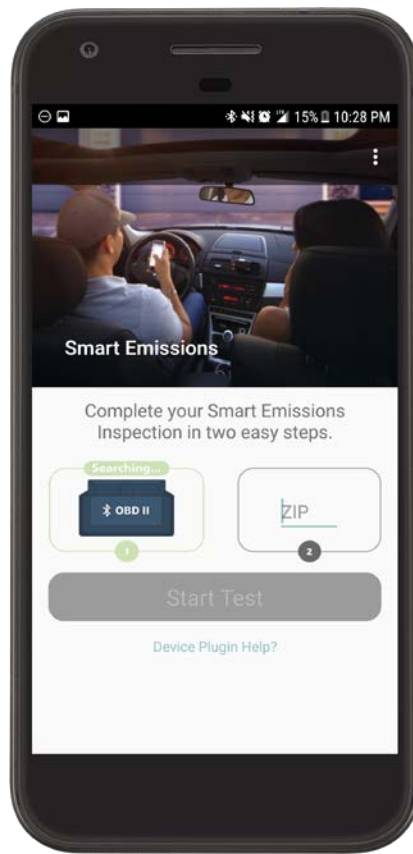 15% 10:28 PM
Smart Emissions
Complete your Smart Emissions
Inspection in two easy steps.
Searching...
OBD II
ZIP
1
2
Start Test
Device Plugin Help?